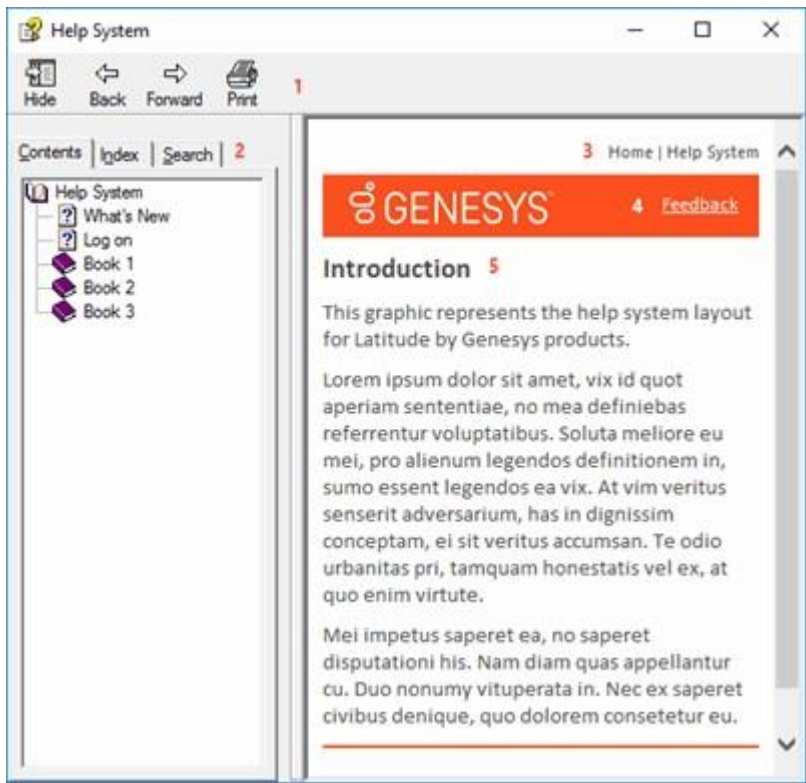 Help System
Hide Back Forward Print 1
Contents Index Search 2
Help System
What's New
Log on
Book 1
Book 2
Book 3
3 Home | Help System
GENESYS 4 Feedback
Introduction 5
This graphic represents the help system layout
for Latitude by Genesys products.
Lorem ipsum dolor sit amet, vix id quot
aperiam sententiae, no mea definiebas
referrentur voluptatibus. Soluta meliore eu
mei, pro alienum legendos definitionem in,
sumo essent legendos ea vix. At vim veritus
senserit adversarium, has in dignissim
conceptam, ei sit veritus accumsan. Te odio
urbanitas pri, tamquam honestatis vel ex, at
quo enim virtute.
Mei impetus saperet ea, no saperet
disputationi his. Nam diam quas appellantur
cu. Duo nonumy vituperata in. Nec ex saperet
civibus denique, quo dolorem consetetur eu.